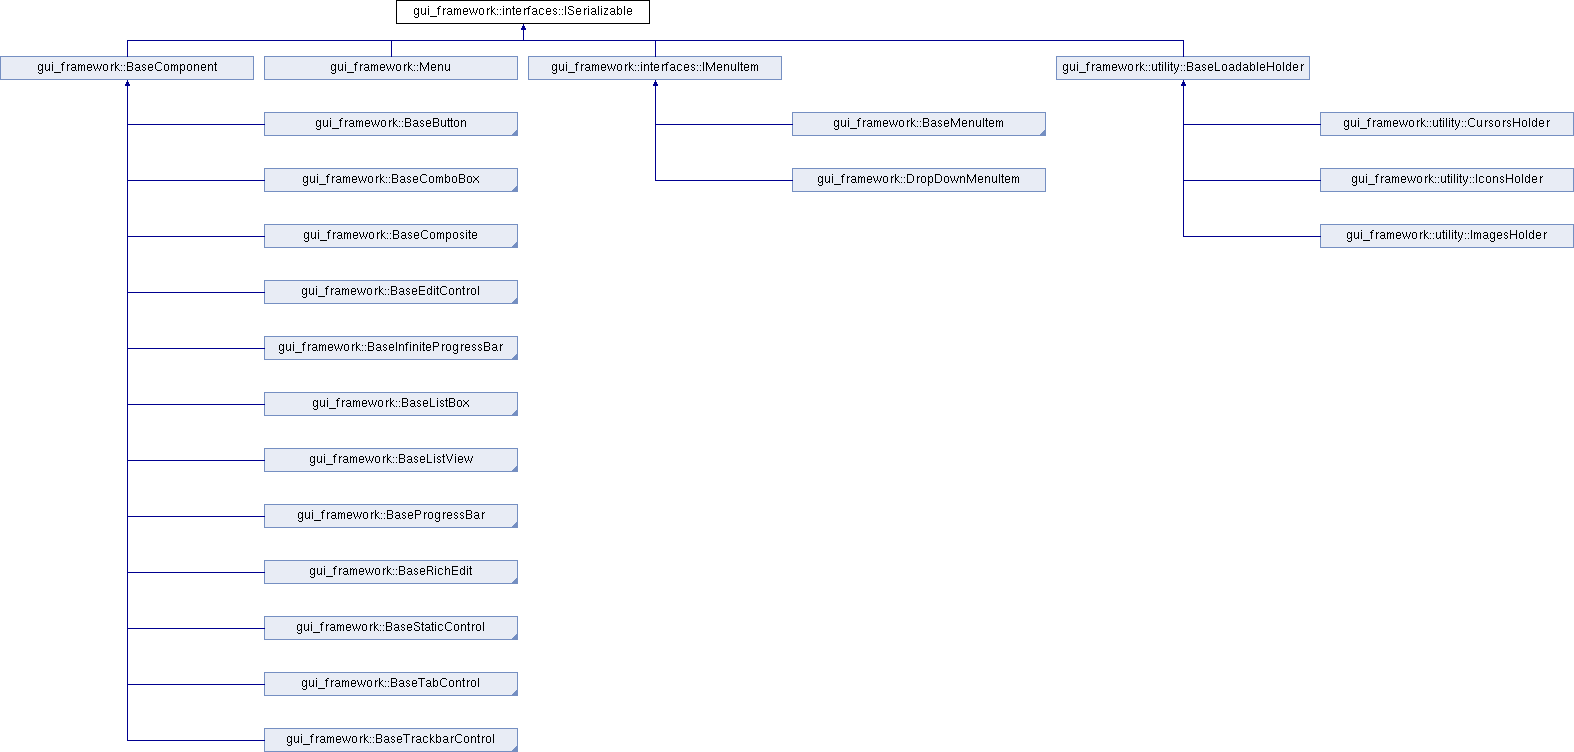 gui_framework::interfaces::ISerializable
gui_framework::BaseComponent
gui_framework::Menu
gui_framework::interfaces::IMenuItem
gui_framework::utility::BaseLoadableHolder
gui_framework::BaseButton
gui_framework::BaseMenuItem
gui_framework::utility::CursorsHolder
gui_framework::BaseComboBox
gui_framework::DropDownMenuItem
gui_framework::utility::IconsHolder
gui_framework::BaseComposite
gui_framework::utility::ImagesHolder
gui_framework::BaseEditControl
gui_framework::BaseInfiniteProgressBar
gui_framework::BaseListBox
gui_framework::BaseListView
gui_framework::BaseProgressBar
gui_framework::BaseRichEdit
gui_framework::BaseStaticControl
gui_framework::BaseTabControl
gui_framework::BaseTrackbarControl